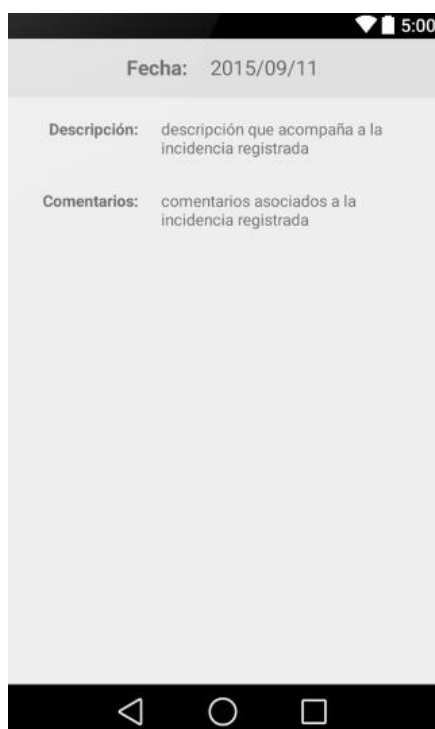 5:00
Fecha: 2015/09/11
Descripción: descripción que acompaña a la
incidencia registrada
Comentarios: comentarios asociados a la
incidencia registrada